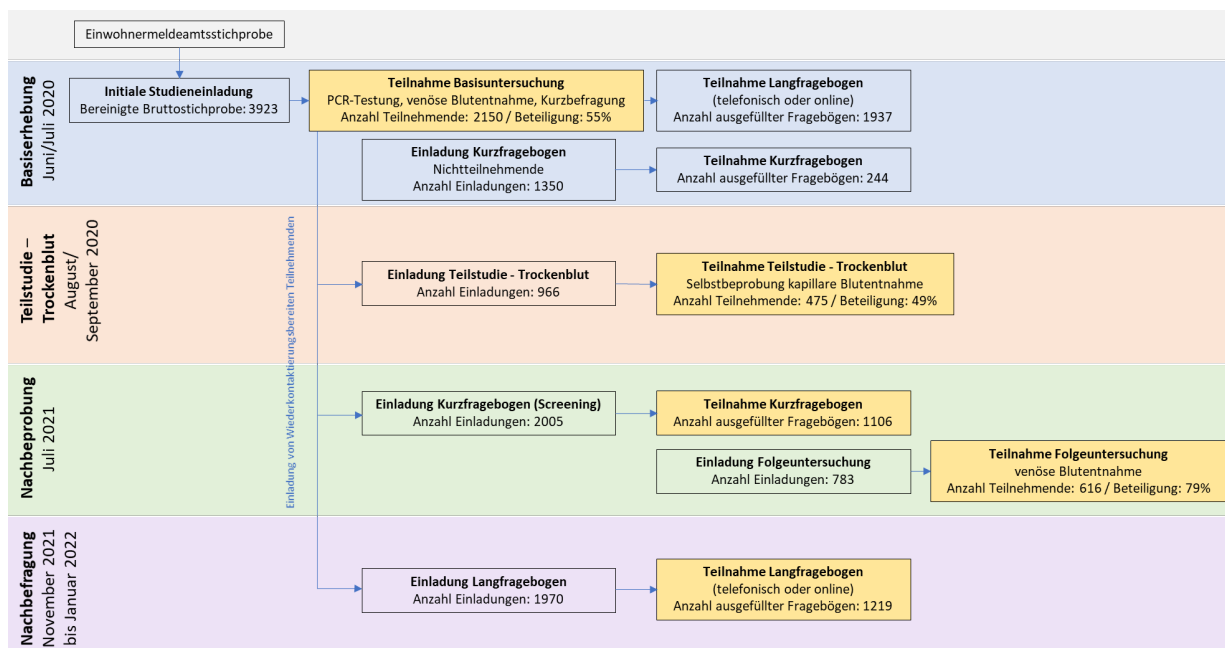 Einwohnermeldeamtsstichprobe
Basiserhebung
Juni/Juli 2020
Initiale Studieneinladung
Bereinigte Bruttostichprobe: 3923
Teilnahme Basisuntersuchung
PCR-Testung, venöse Blutentnahme, Kurzbefragung
Anzahl Teilnehmende: 2150 / Beteiligung: 55%
Teilnahme Langfragebogen
(telefonisch oder online)
Anzahl ausgefüllter Fragebögen: 1937
Einladung Kurzfragebogen
Nichtteilnehmende
Anzahl Einladungen: 1350
Teilnahme Kurzfragebogen
Anzahl ausgefüllter Fragebögen: 244
Einladung von Wiederkontaktierungsbereiten Teilnehmenden
Teilstudie –
Trockenblut
August/
September 2020
Einladung Teilstudie - Trockenblut
Anzahl Einladungen: 966
Teilnahme Teilstudie - Trockenblut
Selbstbeprobung kapillare Blutentnahme
Anzahl Teilnehmende: 475 / Beteiligung: 49%
Nachbeprobung
Juli 2021
Einladung Kurzfragebogen (Screening)
Anzahl Einladungen: 2005
Teilnahme Kurzfragebogen
Anzahl ausgefüllter Fragebögen: 1106
Einladung Folgeuntersuchung
Anzahl Einladungen: 783
Teilnahme Folgeuntersuchung
venöse Blutentnahme
Anzahl Teilnehmende: 616 / Beteiligung: 79%
Nachbefragung
November 2021
bis Januar 2022
Einladung Langfragebogen
Anzahl Einladungen: 1970
Teilnahme Langfragebogen
(telefonisch oder online)
Anzahl ausgefüllter Fragebögen: 1219